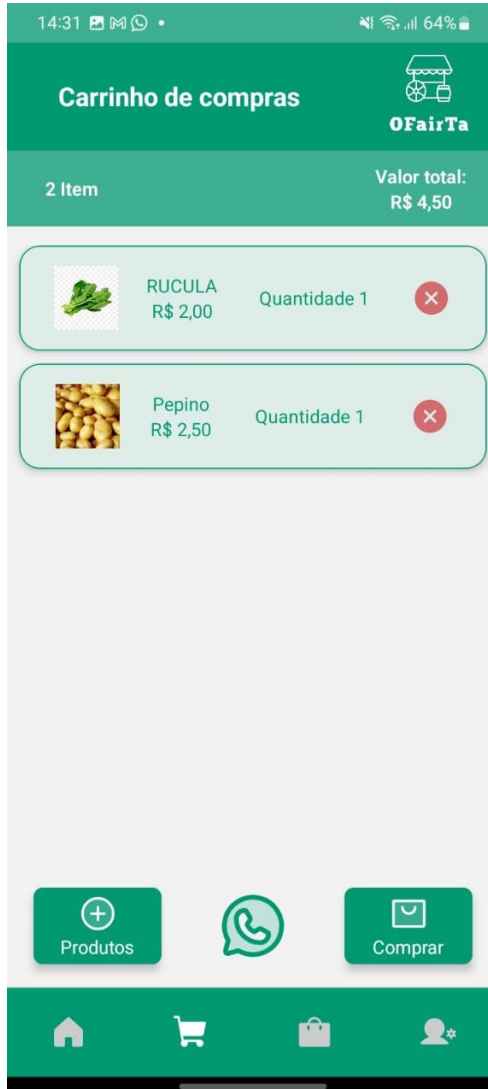 14:31
64%
Carrinho de compras
OFairTa
2 Item
Valor total:
R$ 4,50
RUCULA
R$ 2,00
Quantidade 1
Pepino
R$ 2,50
Quantidade 1
Produtos
Comprar